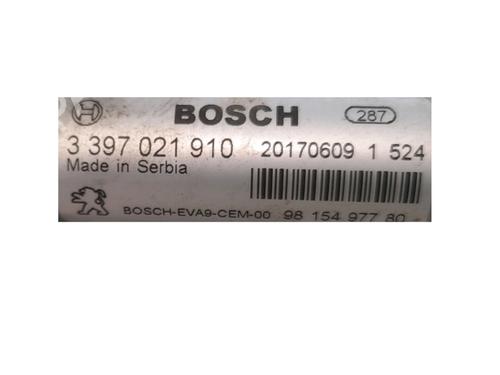 BOSCH 287
3 397 021 910 20170609 1 524
Made in Serbia
BOSCH-EVA9-CEM-00 98 154 977 80